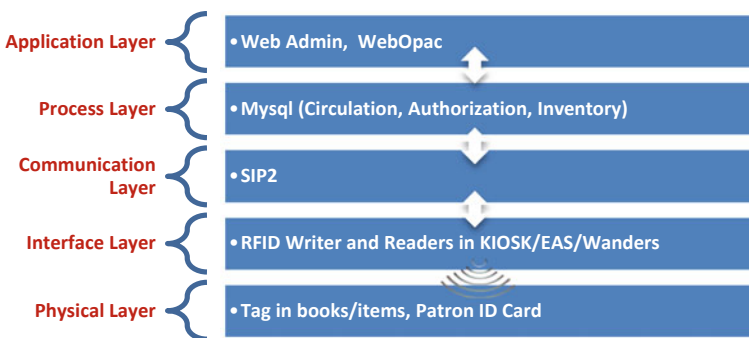 Application Layer
• Web Admin, WebOpac
Process Layer
• Mysql (Circulation, Authorization, Inventory)
Communication
Layer
• SIP2
Interface Layer
• RFID Writer and Readers in KIOSK/EAS/Wanders
Physical Layer
• Tag in books/items, Patron ID Card